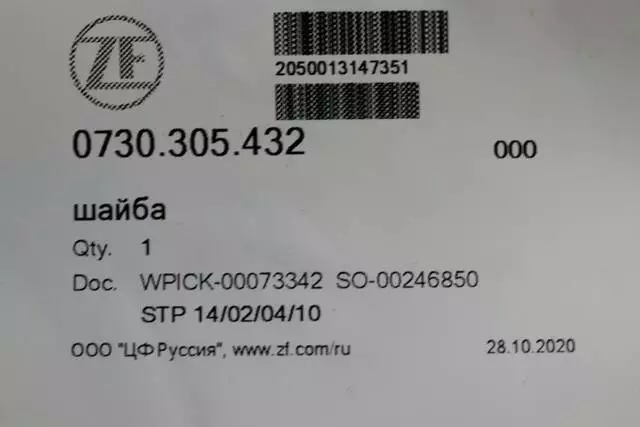 ZF
2050013147351
0730.305.432 000
шайба
Qty. 1
Doc. WPICK-00073342 SO-00246850
STP 14/02/04/10
ООО "ЦФ Руссия", www.zf.com/ru 28.10.2020